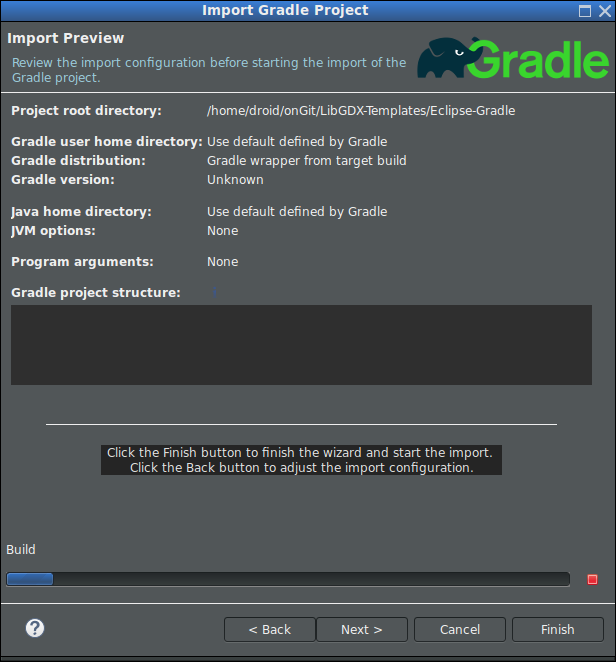 Import Gradle Project
Import Preview
Review the import configuration before starting the import of the
Gradle project.
Gradle
Project root directory: /home/droid/onGit/LibGDX-Templates/Eclipse-Gradle
Gradle user home directory: Use default defined by Gradle
Gradle distribution: Gradle wrapper from target build
Gradle version: Unknown
Java home directory: Use default defined by Gradle
JVM options: None
Program arguments: None
Gradle project structure:
Click the Finish button to finish the wizard and start the import.
Click the Back button to adjust the import configuration.
Build
? < Back Next > Cancel Finish